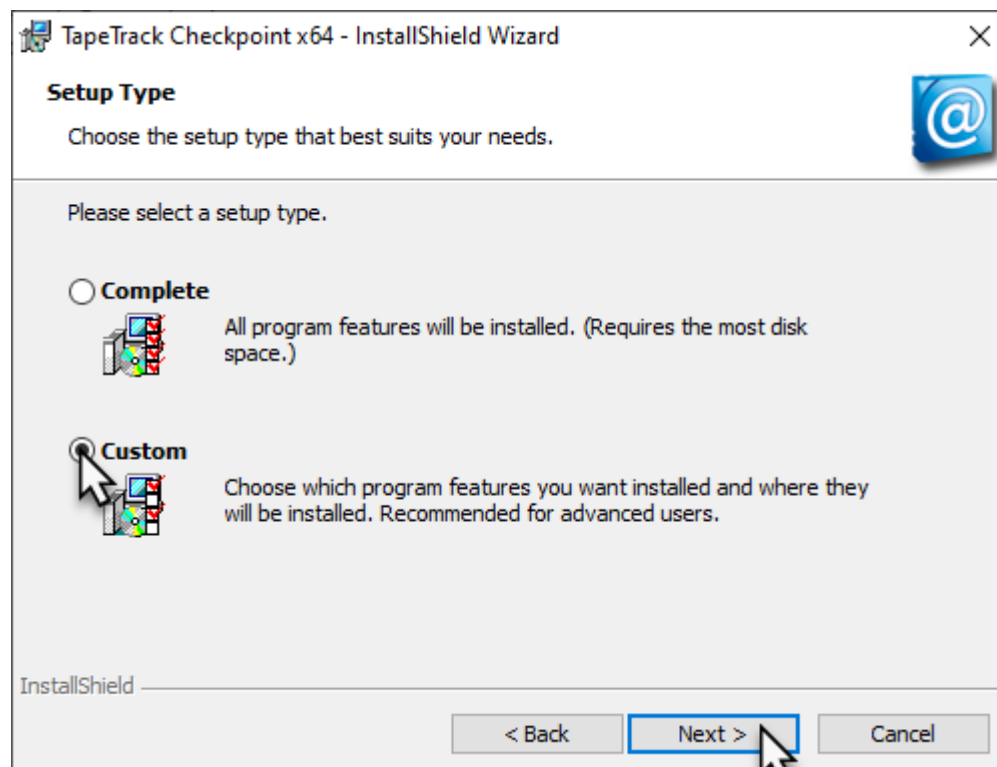 TapeTrack Checkpoint x64 - InstallShield Wizard
Setup Type
Choose the setup type that best suits your needs.
@
Please select a setup type.
Complete
All program features will be installed. (Requires the most disk
space.)
Custom
Choose which program features you want installed and where they
will be installed. Recommended for advanced users.
InstallShield
< Back
Next >
Cancel